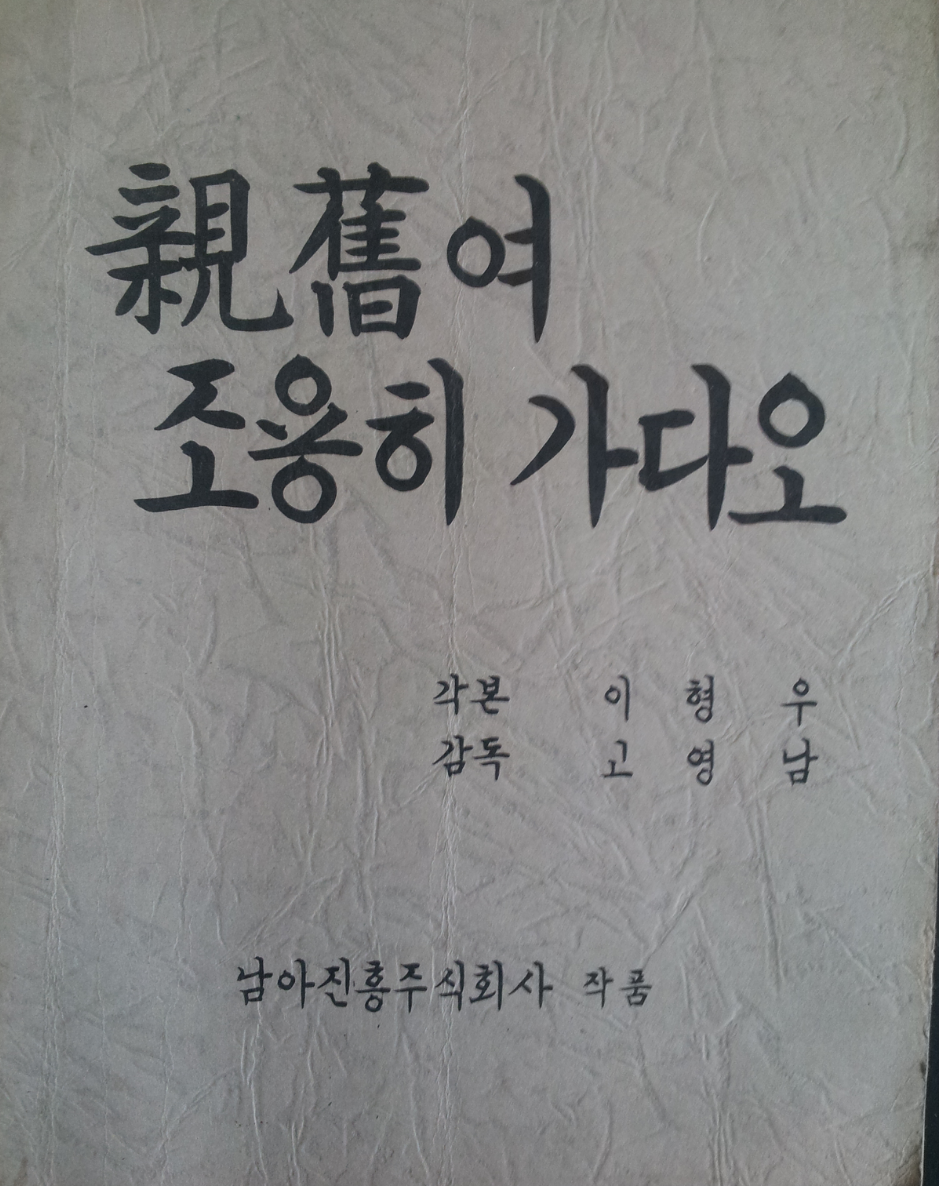 親舊여
조용히 가다오
각본 이 형 우
감독 고 영 남
남아진흥주식회사 작품